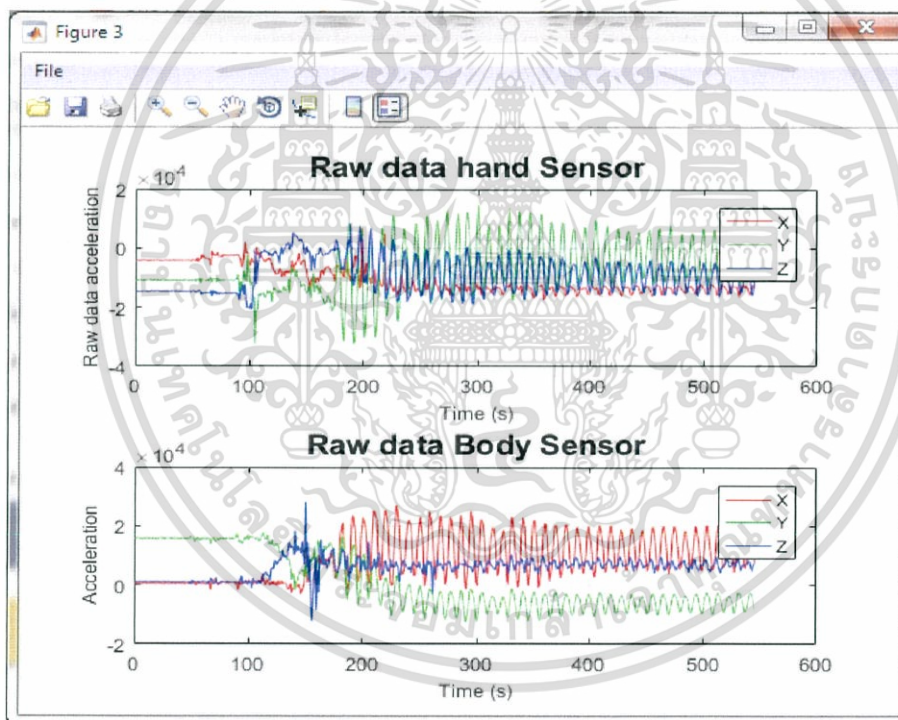 Figure 3
File
Raw data hand Sensor
× 10⁴
2
0
-2
-4
Raw data acceleration
X
Y
Z
0 100 200 300 400 500 600
Time (s)
Raw data Body Sensor
× 10⁴
4
2
0
-2
Acceleration
X
Y
Z
0 100 200 300 400 500 600
Time (s)